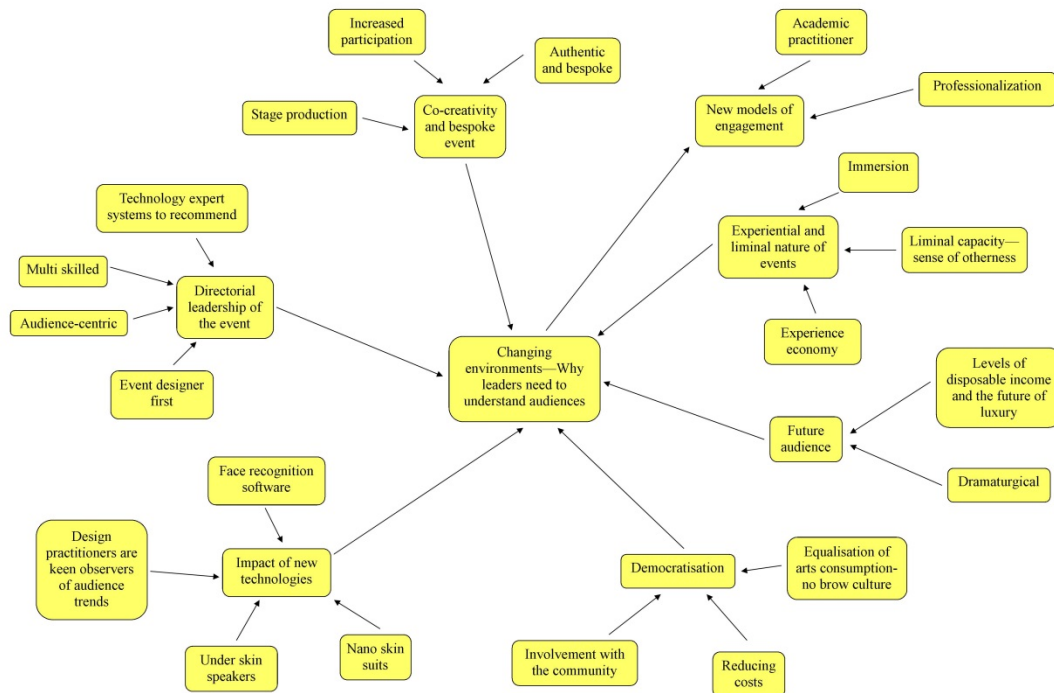 Increased
participation
Authentic
and bespoke
Stage production
Co-creativity
and bespoke
event
Academic
practitioner
Professionalization
New models of
engagement
Immersion
Experiential and
liminal nature of
events
Liminal capacity—
sense of otherness
Experience
economy
Technology expert
systems to recommend
Multi skilled
Audience-centric
Directorial
leadership of
the event
Event designer
first
Changing
environments—Why
leaders need to
understand audiences
Levels of
disposable income
and the future of
luxury
Future
audience
Dramaturgical
Face recognition
software
Design
practitioners are
keen observers
of audience
trends
Impact of new
technologies
Under skin
speakers
Nano skin
suits
Democratisation
Equalisation of
arts consumption-
no brow culture
Involvement with
the community
Reducing
costs